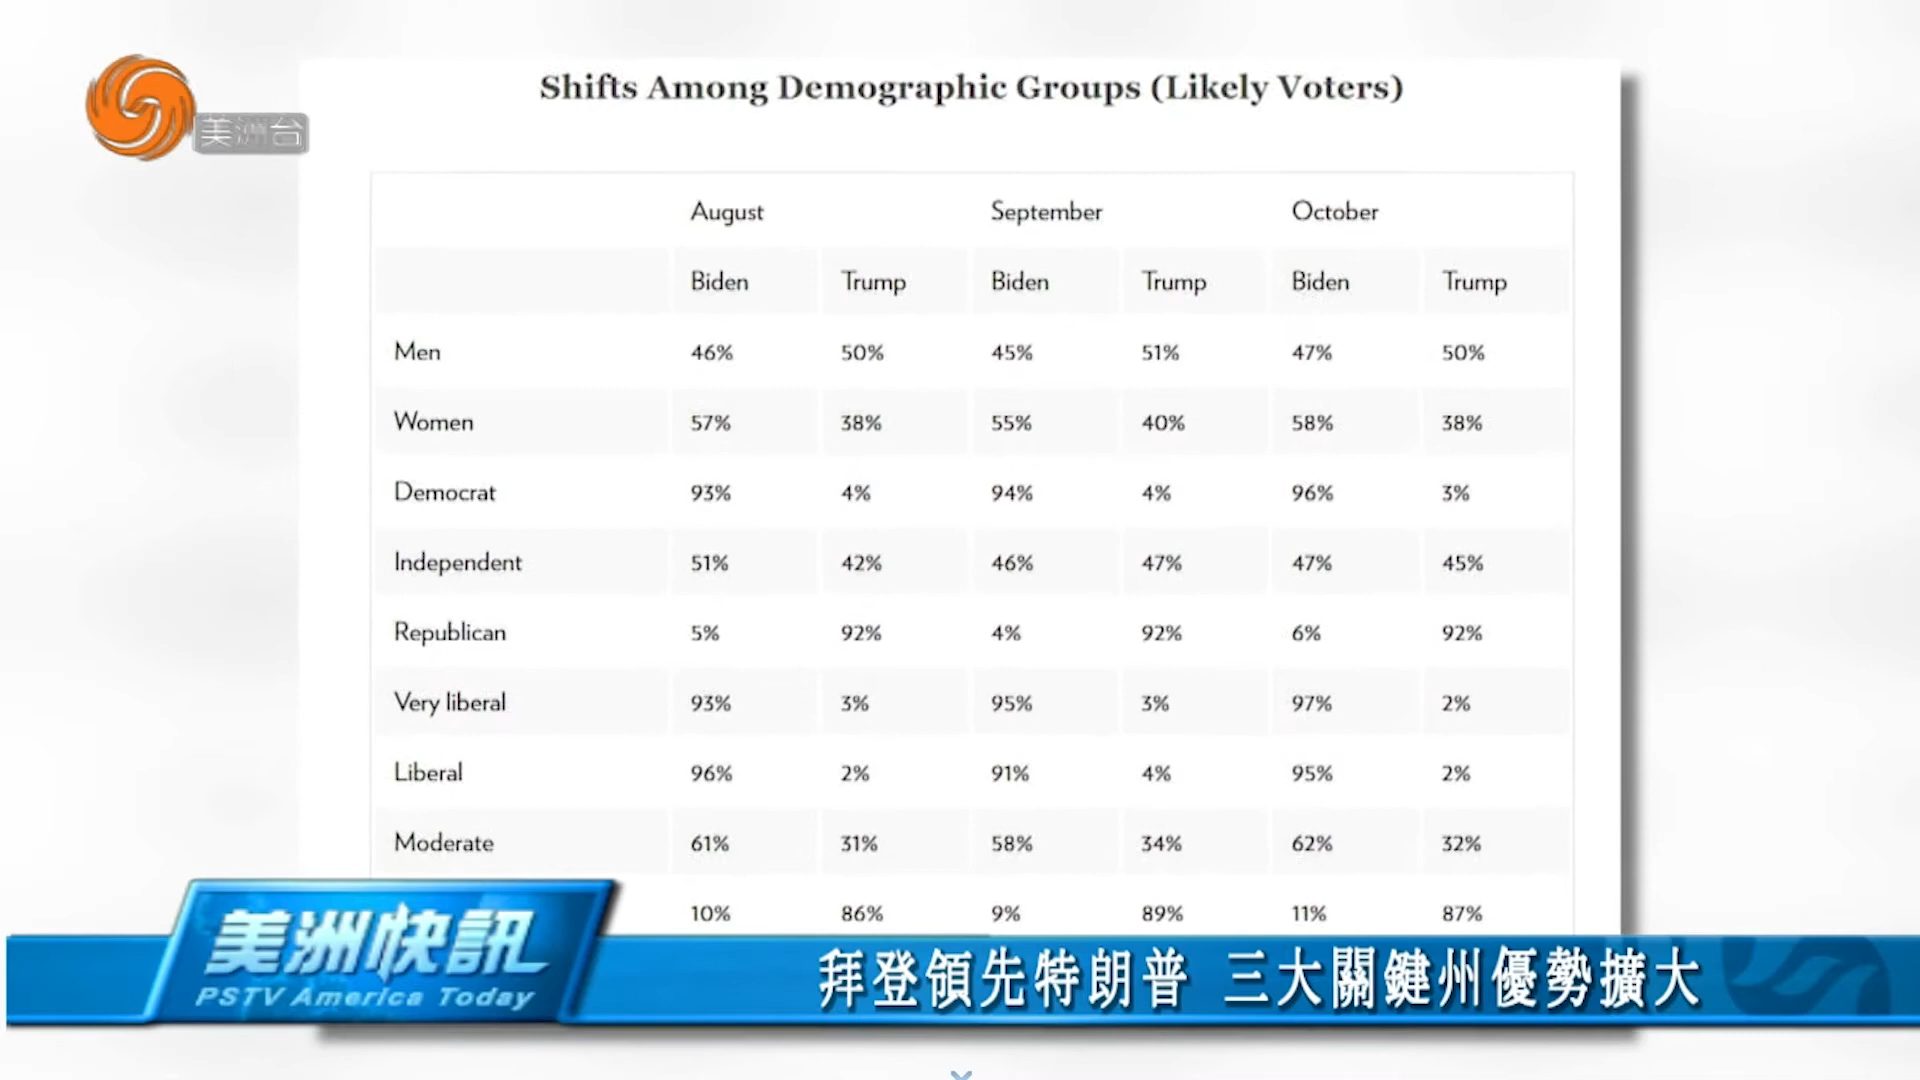 Shifts Among Demographic Groups (Likely Voters)
美洲台
August September October
Biden Trump Biden Trump Biden Trump
Men 46% 50% 45% 51% 47% 50%
Women 57% 38% 55% 40% 58% 38%
Democrat 93% 4% 94% 4% 96% 3%
Independent 51% 42% 46% 47% 47% 45%
Republican 5% 92% 4% 92% 6% 92%
Very liberal 93% 3% 95% 3% 97% 2%
Liberal 96% 2% 91% 4% 95% 2%
Moderate 61% 31% 58% 34% 62% 32%
10% 86% 9% 89% 11% 87%
美洲快訊
PSTV America Today
拜登領先特朗普 三大關鍵州優勢擴大